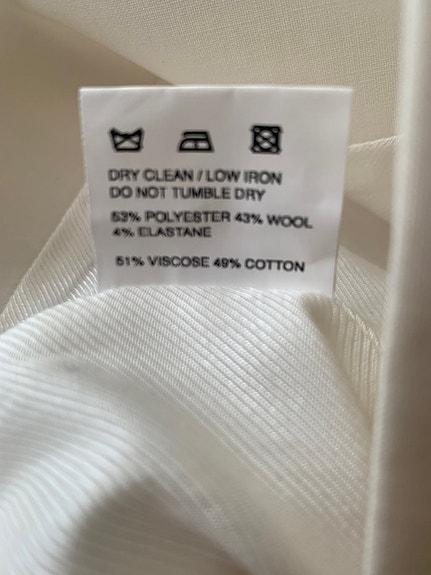 DRY CLEAN / LOW IRON
DO NOT TUMBLE DRY
53% POLYESTER 43% WOOL
4% ELASTANE
51% VISCOSE 49% COTTON